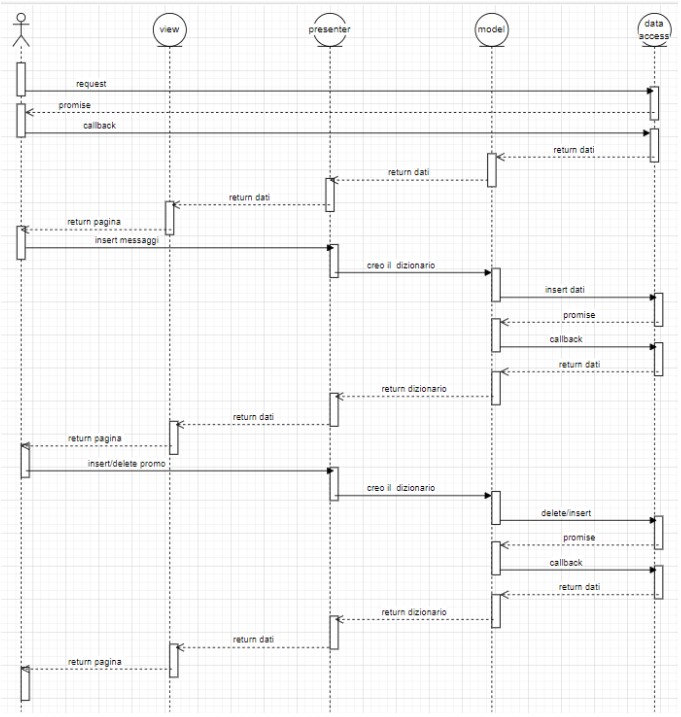 view
presenter
model
data
access
request
promise
callback
return dati
return dati
return dati
return pagina
insert messaggi
creo il dizionario
insert dati
promise
callback
return dati
return dizionario
return dati
return pagina
insert/delete promo
creo il dizionario
delete/insert
promise
callback
return dati
return dizionario
return dati
return pagina